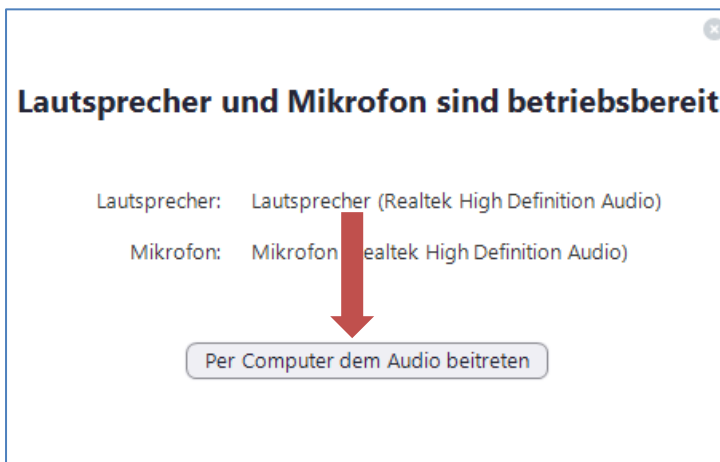 Lautsprecher und Mikrofon sind betriebsbereit
Lautsprecher: Lautsprecher (Realtek High Definition Audio)
Mikrofon: Mikrofon ealtek High Definition Audio)
Per Computer dem Audio beitreten